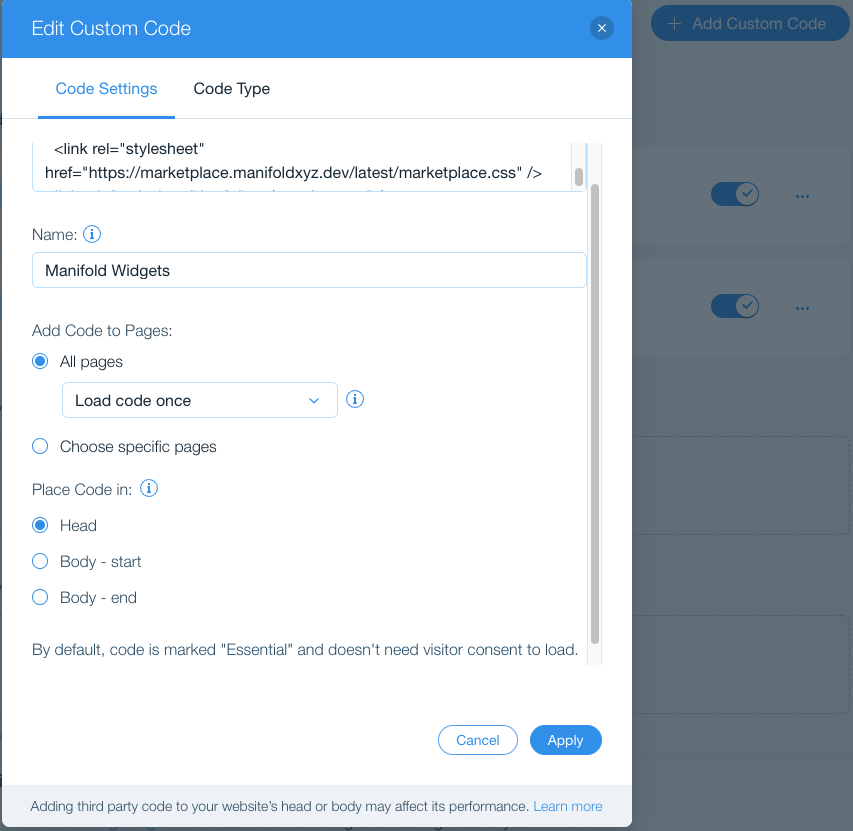 Edit Custom Code
Add Custom Code
Code Settings
Code Type
<link rel="stylesheet"
href="https://marketplace.manifoldxyz.dev/latest/marketplace.css" />
Name:
Manifold Widgets
Add Code to Pages:
All pages
Load code once
Choose specific pages
Place Code in:
Head
Body - start
Body - end
By default, code is marked "Essential" and doesn't need visitor consent to load.
Cancel
Apply
Adding third party code to your website's head or body may affect its performance. Learn more